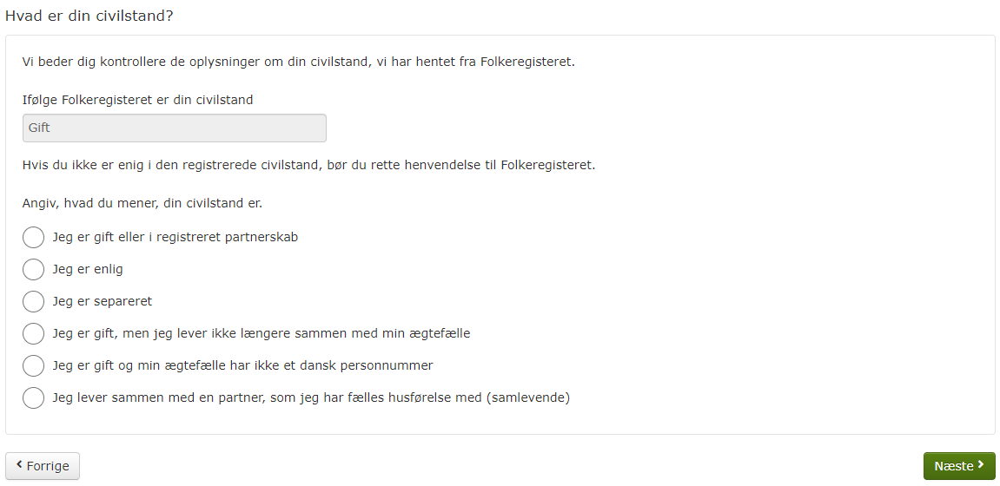 Hvad er din civilstand?
Vi beder dig kontrollere de oplysninger om din civilstand, vi har hentet fra Folkeregisteret.
Ifølge Folkeregisteret er din civilstand
Gift
Hvis du ikke er enig i den registrerede civilstand, bør du rette henvendelse til Folkeregisteret.
Angiv, hvad du mener, din civilstand er.
Jeg er gift eller i registreret partnerskab
Jeg er enlig
Jeg er separeret
Jeg er gift, men jeg lever ikke længere sammen med min ægtefælle
Jeg er gift og min ægtefælle har ikke et dansk personnummer
Jeg lever sammen med en partner, som jeg har fælles husførelse med (samlevende)
Forrige
Næste